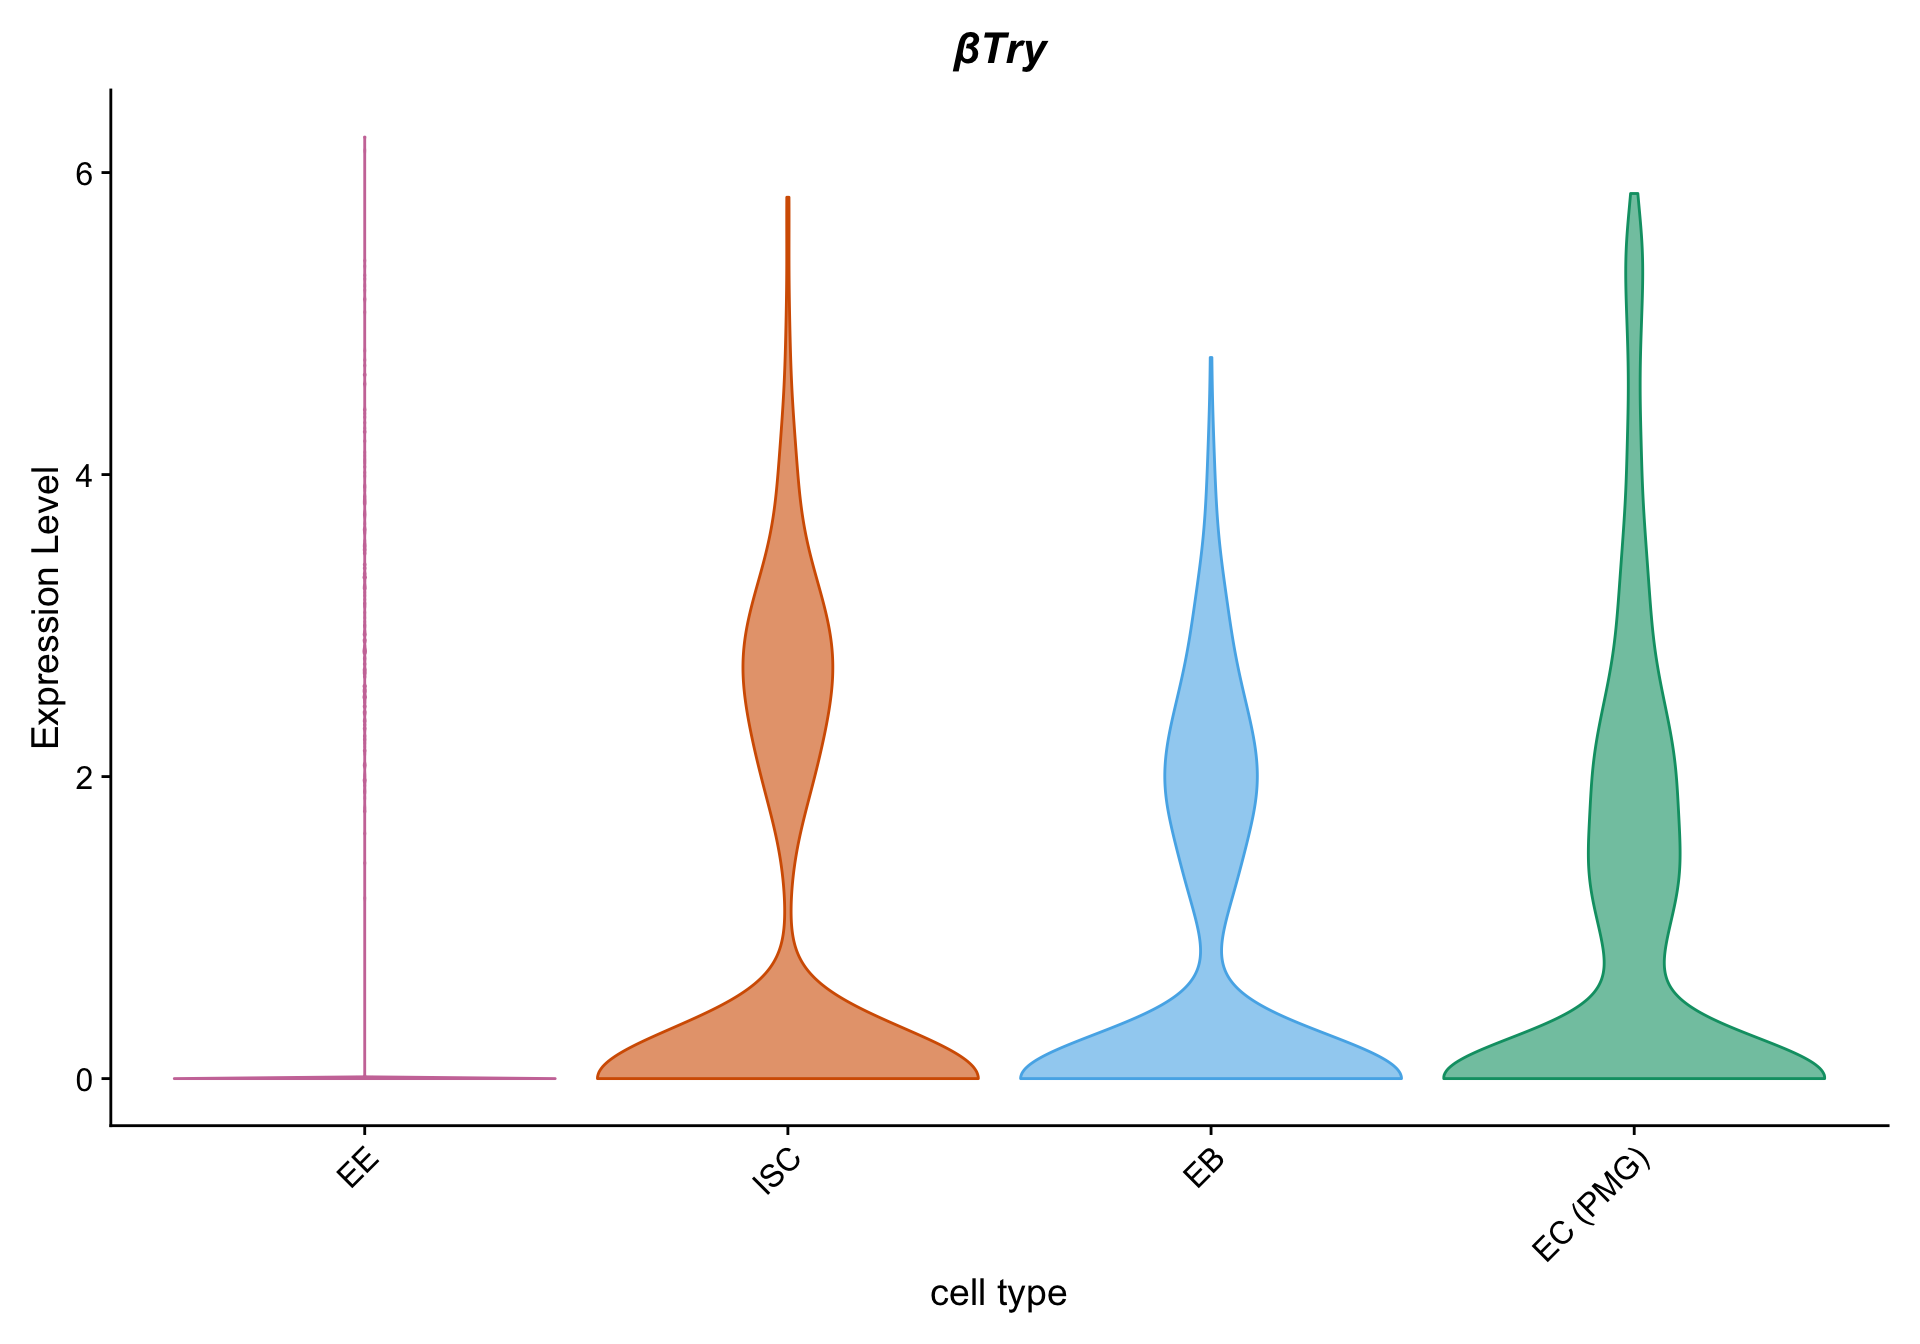 βTry
Expression Level
6
4
2
0
EE
ISC
EB
EC (PMG)
cell type